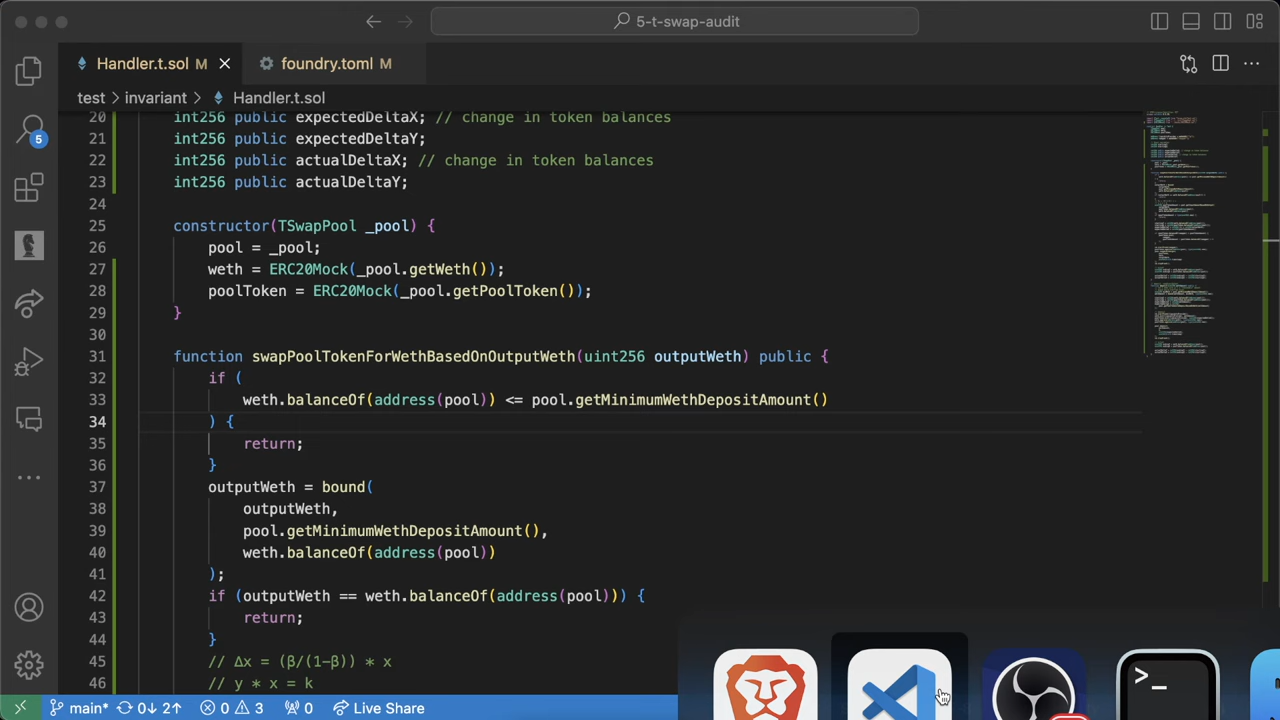 5-t-swap-audit
Handler.t.sol M
foundry.toml M
test > invariant > Handler.t.sol
5
20 int256 public expectedDeltaX; // change in token balances
21 int256 public expectedDeltaY;
22 int256 public actualDeltaX; // change in token balances
23 int256 public actualDeltaY;
24
25 constructor(TSwapPool _pool) {
26 pool = _pool;
27 weth = ERC20Mock(_pool.getWeth());
28 poolToken = ERC20Mock(_pool.getPoolToken());
29 }
30
31 function swapPoolTokenForWethBasedOnOutputWeth(uint256 outputWeth) public {
32 if (
33 weth.balanceOf(address(pool)) <= pool.getMinimumWethDepositAmount()
34 ) {
35 return;
36 }
37 outputWeth = bound(
38 outputWeth,
39 pool.getMinimumWethDepositAmount(),
40 weth.balanceOf(address(pool))
41 );
42 if (outputWeth == weth.balanceOf(address(pool))) {
43 return;
44 }
45 // ∆x = (β/(1-β)) * x
46 // y * x = k
main* 0↓ 2↑ 0 3 0 Live Share
>_